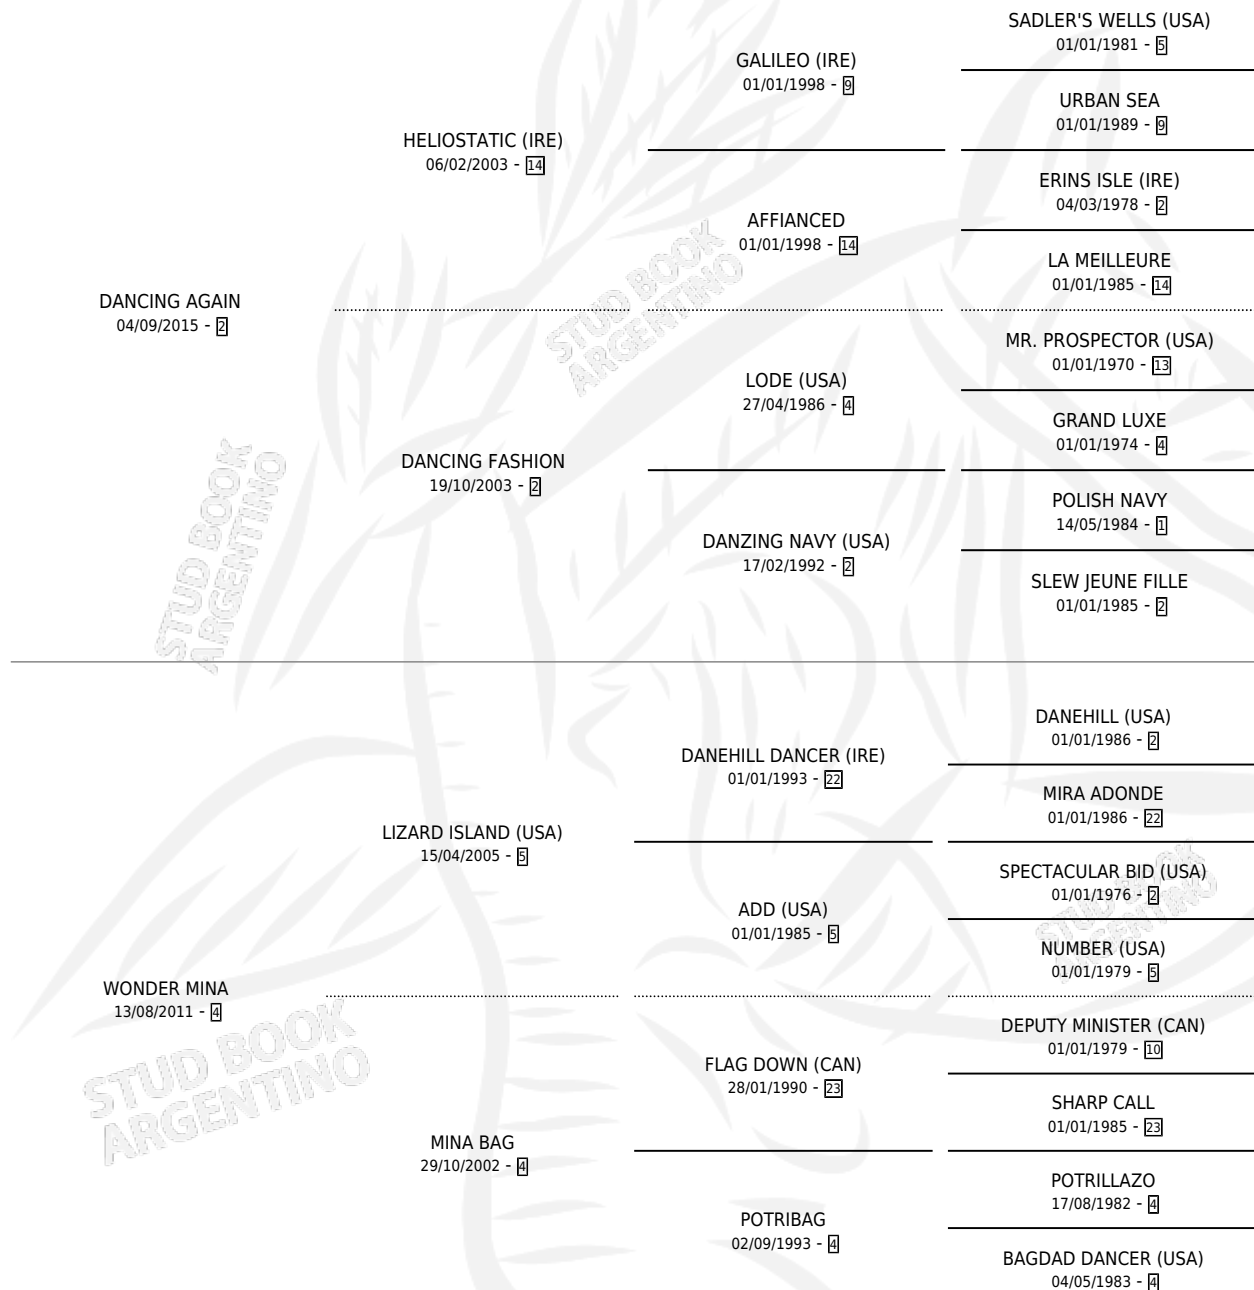 SADLER'S WELLS (USA)
01/01/1981 - 5
GALILEO (IRE)
01/01/1998 - 9
URBAN SEA
01/01/1989 - 9
HELIOSTATIC (IRE)
06/02/2003 - 14
ERINS ISLE (IRE)
04/03/1978 - 2
AFFIANCED
01/01/1998 - 14
LA MEILLEURE
01/01/1985 - 14
DANCING AGAIN
04/09/2015 - 2
STUD BOOK
ARGENTINO
MR. PROSPECTOR (USA)
01/01/1970 - 13
LODE (USA)
27/04/1986 - 4
GRAND LUXE
01/01/1974 - 4
DANCING FASHION
19/10/2003 - 2
POLISH NAVY
14/05/1984 - 1
DANZING NAVY (USA)
17/02/1992 - 2
SLEW JEUNE FILLE
01/01/1985 - 2
STUD BOOK
ARGENTINO
DANEHILL (USA)
01/01/1986 - 2
DANEHILL DANCER (IRE)
01/01/1993 - 22
MIRA ADONDE
01/01/1986 - 22
LIZARD ISLAND (USA)
15/04/2005 - 5
SPECTACULAR BID (USA)
01/01/1976 - 2
ADD (USA)
01/01/1985 - 5
STUD BOOK
ARGENTINO
NUMBER (USA)
01/01/1979 - 5
WONDER MINA
13/08/2011 - 4
DEPUTY MINISTER (CAN)
01/01/1979 - 10
FLAG DOWN (CAN)
28/01/1990 - 23
SHARP CALL
01/01/1985 - 23
STUD BOOK
ARGENTINO
MINA BAG
29/10/2002 - 4
POTRILLAZO
17/08/1982 - 4
POTRIBAG
02/09/1993 - 4
BAGDAD DANCER (USA)
04/05/1983 - 4